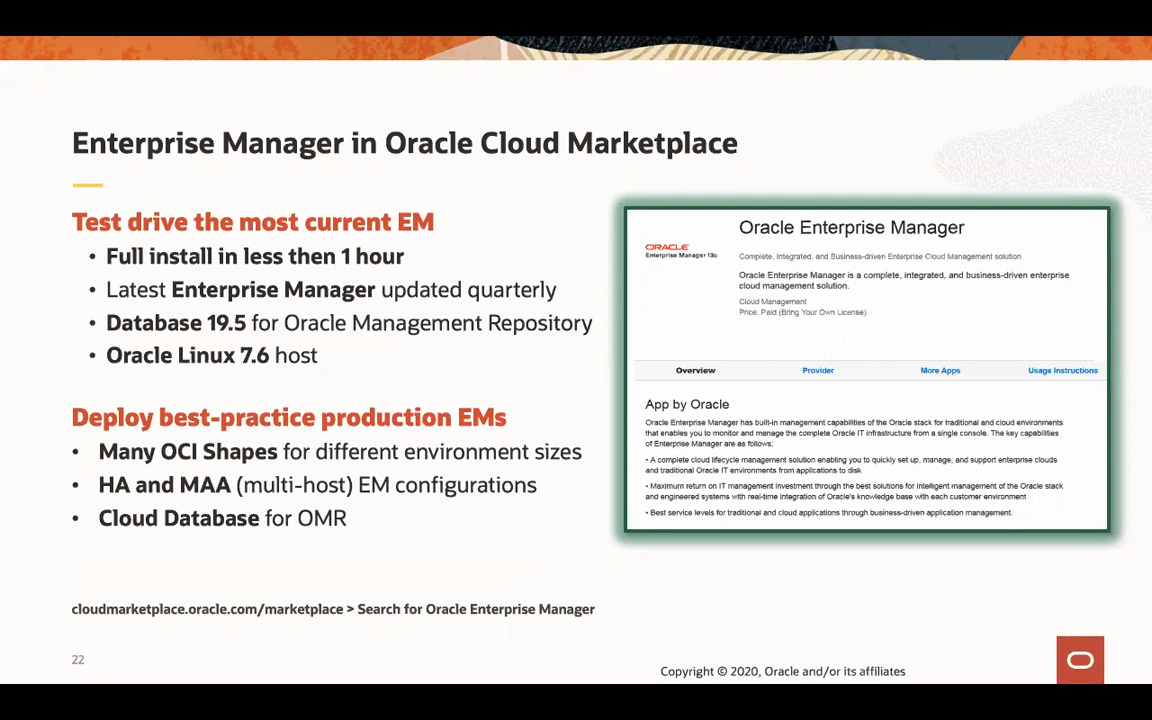 Enterprise Manager in Oracle Cloud Marketplace
Test drive the most current EM
• Full install in less then 1 hour
• Latest Enterprise Manager updated quarterly
• Database 19.5 for Oracle Management Repository
• Oracle Linux 7.6 host
Deploy best-practice production EMs
• Many OCI Shapes for different environment sizes
• HA and MAA (multi-host) EM configurations
• Cloud Database for OMR
cloudmarketplace.oracle.com/marketplace > Search for Oracle Enterprise Manager
Oracle Enterprise Manager
ORACLE
Enterprise Manager 13c
Complete, Integrated, and Business-driven Enterprise Cloud Management solution
Oracle Enterprise Manager is a complete, integrated, and business-driven enterprise
cloud management solution.
Cloud Management
Price: Paid (Bring Your Own License)
Overview Provider More Apps Usage Instructions
App by Oracle
Oracle Enterprise Manager has built-in management capabilities of the Oracle stack for traditional and cloud environments
that enables you to monitor and manage the complete Oracle IT infrastructure from a single console. The key capabilities
of Enterprise Manager are as follows:
• A complete cloud lifecycle management solution enabling you to quickly set up, manage, and support enterprise clouds
and traditional Oracle IT environments from applications to disk
• Maximum return on IT management investment through the best solutions for intelligent management of the Oracle stack
and engineered systems with real-time integration of Oracle's knowledge base with each customer environment
• Best service levels for traditional and cloud applications through business-driven application management.
22
Copyright © 2020, Oracle and/or its affiliates